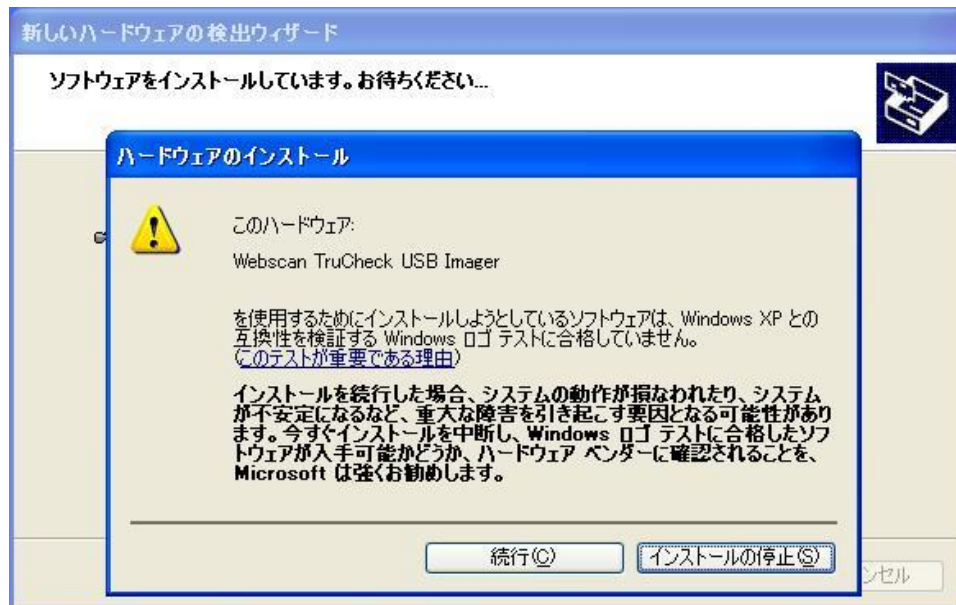 新しいハードウェアの検出ウィザード
ソフトウェアをインストールしています。お待ちください...
ハードウェアのインストール
このハードウェア:
Webscan TruCheck USB Imager
を使用するためにインストールしようとしているソフトウェアは、Windows XP との
互換性を検証する Windows ロゴ テストに合格していません。
(このテストが重要である理由)
インストールを続行した場合、システムの動作が損なわれたり、システム
が不安定になるなど、重大な障害を引き起こす要因となる可能性があり
ます。今すぐインストールを中断し、Windows ロゴ テストに合格したソフ
トウェアが入手可能かどうか、ハードウェア ベンダーに確認されることを、
Microsoft は強くお勧めします。
続行(C)
インストールの停止(S)
ンセル